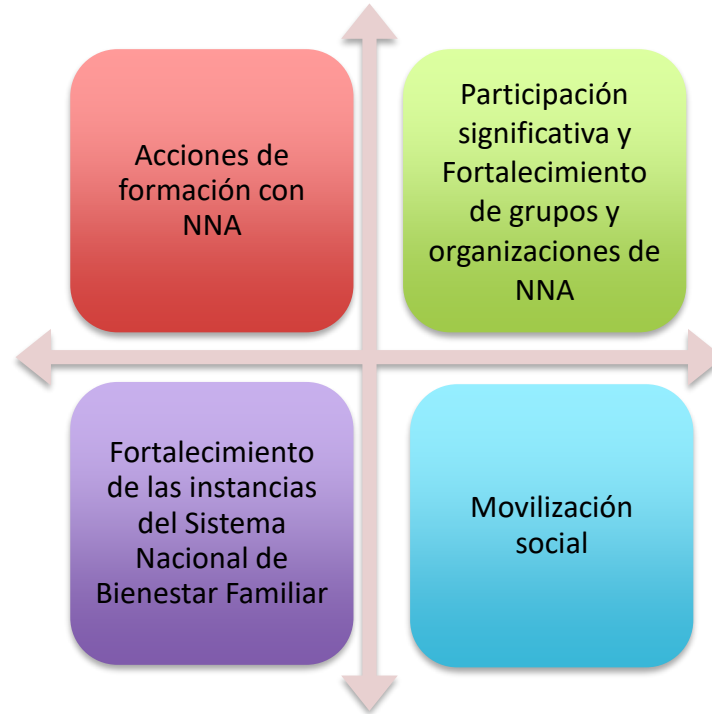 Acciones de
formación con
NNA
Participación
significativa y
Fortalecimiento
de grupos y
organizaciones de
NNA
Fortalecimiento
de las instancias
del Sistema
Nacional de
Bienestar Familiar
Movilización
social